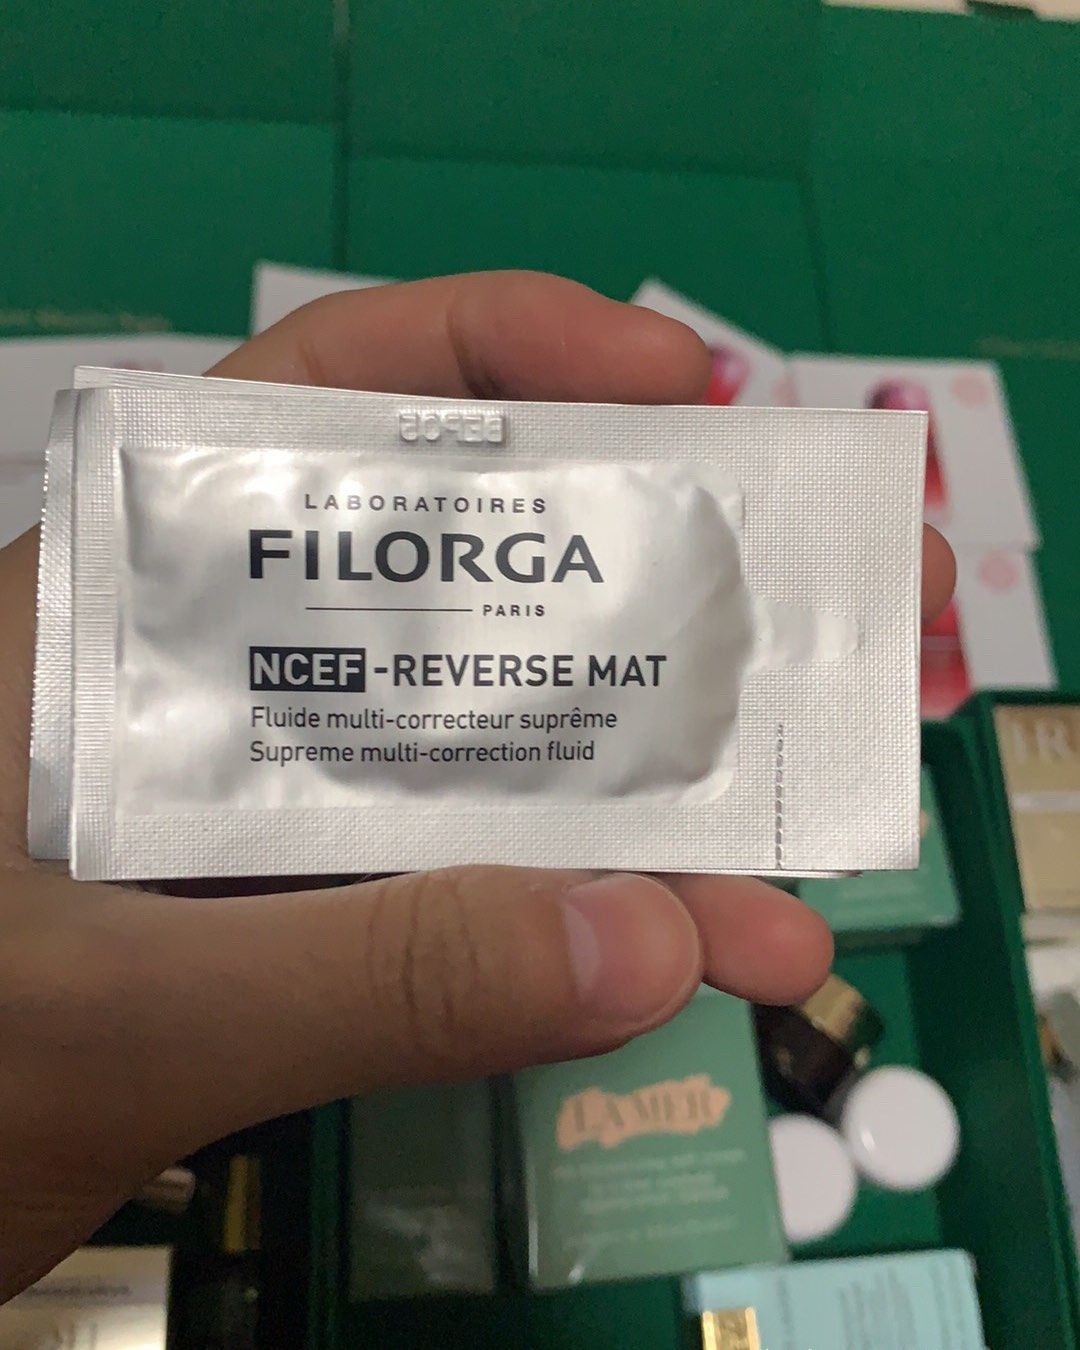 LABORATOIRES
FILORGA
PARIS
NCEF-REVERSE MAT
Fluide multi-correcteur suprême
Supreme multi-correction fluid
LA MER